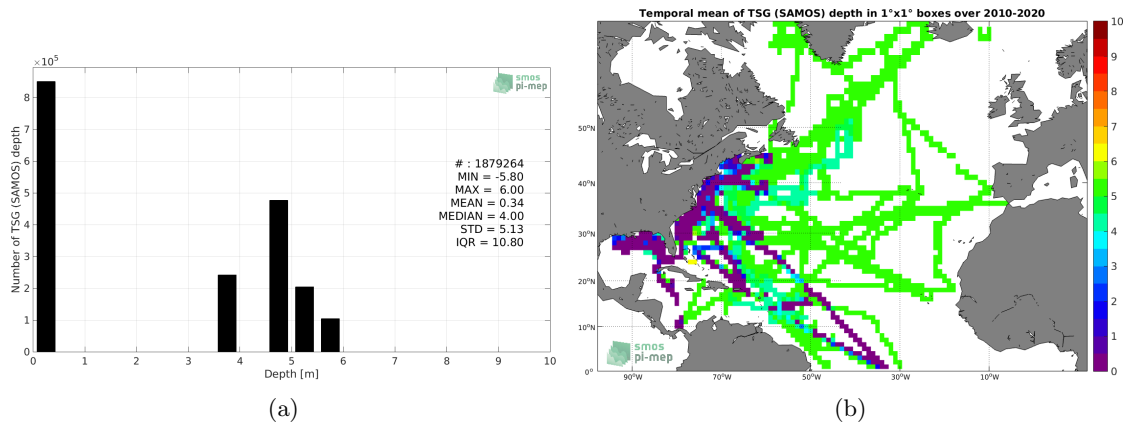 ×10⁵
9
8
7
6
5
4
3
2
1
0
Number of TSG (SAMOS) depth
0 1 2 3 4 5 6 7 8 9 10
Depth [m]
smos
pi-mep
# : 1879264
MIN = -5.80
MAX = 6.00
MEAN = 0.34
MEDIAN = 4.00
STD = 5.13
IQR = 10.80
(a)
Temporal mean of TSG (SAMOS) depth in 1°x1° boxes over 2010-2020
50°N
40°N
30°N
20°N
10°N
0°
90°W 70°W 50°W 30°W 10°W
smos
pi-mep
10
9
8
7
6
5
4
3
2
1
0
(b)